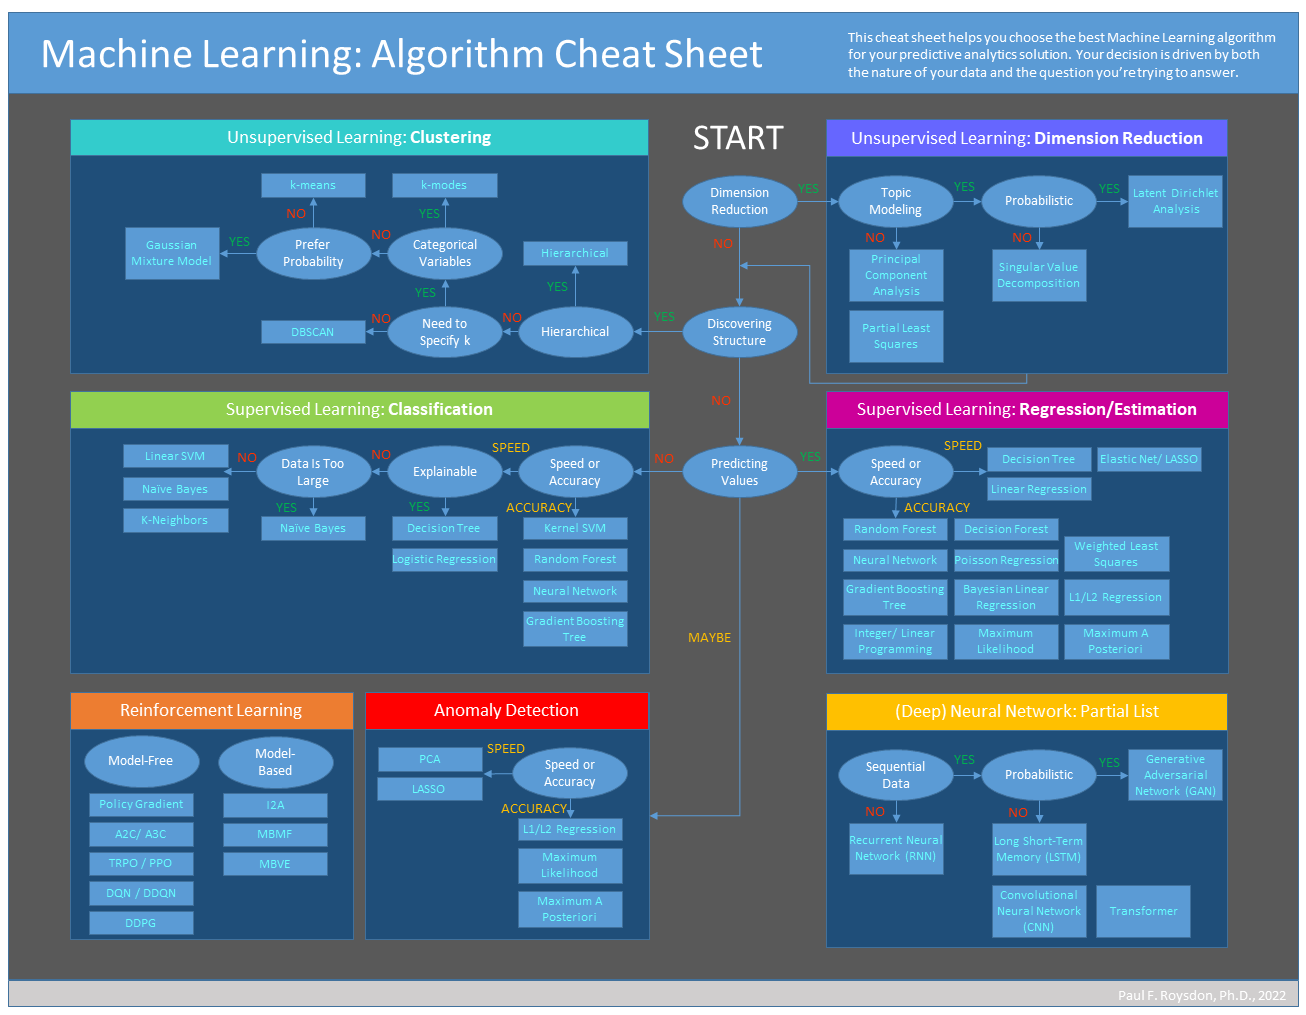 Machine Learning: Algorithm Cheat Sheet
This cheat sheet helps you choose the best Machine Learning algorithm
for your predictive analytics solution. Your decision is driven by both
the nature of your data and the question you're trying to answer.
Unsupervised Learning: Clustering
k-means
k-modes
NO
YES
Gaussian
Mixture Model
YES
Prefer
Probability
NO
Categorical
Variables
Hierarchical
YES
YES
DBSCAN
NO
Need to
Specify k
NO
Hierarchical
START
Dimension
Reduction
YES
NO
YES
Discovering
Structure
NO
Unsupervised Learning: Dimension Reduction
Topic
Modeling
YES
Probabilistic
YES
Latent Dirichlet
Analysis
NO
NO
Principal
Component
Analysis
Singular Value
Decomposition
Partial Least
Squares
Supervised Learning: Classification
Linear SVM
NO
Data Is Too
Large
NO
Explainable
SPEED
Speed or
Accuracy
NO
Predicting
Values
YES
Naïve Bayes
K-Neighbors
YES
Naïve Bayes
YES
Decision Tree
Logistic Regression
ACCURACY
Kernel SVM
Random Forest
Neural Network
Gradient Boosting
Tree
MAYBE
Supervised Learning: Regression/Estimation
Speed or
Accuracy
SPEED
Decision Tree
Elastic Net/ LASSO
Linear Regression
ACCURACY
Random Forest
Decision Forest
Neural Network
Poisson Regression
Weighted Least
Squares
Gradient Boosting
Tree
Bayesian Linear
Regression
L1/L2 Regression
Integer/ Linear
Programming
Maximum
Likelihood
Maximum A
Posteriori
Reinforcement Learning
Model-Free
Model-
Based
Policy Gradient
I2A
A2C/ A3C
MBMF
TRPO / PPO
MBVE
DQN / DDQN
DDPG
Anomaly Detection
PCA
SPEED
Speed or
Accuracy
LASSO
ACCURACY
L1/L2 Regression
Maximum
Likelihood
Maximum A
Posteriori
(Deep) Neural Network: Partial List
Sequential
Data
YES
Probabilistic
YES
Generative
Adversarial
Network (GAN)
NO
NO
Recurrent Neural
Network (RNN)
Long Short-Term
Memory (LSTM)
Convolutional
Neural Network
(CNN)
Transformer
Paul F. Roysdon, Ph.D., 2022